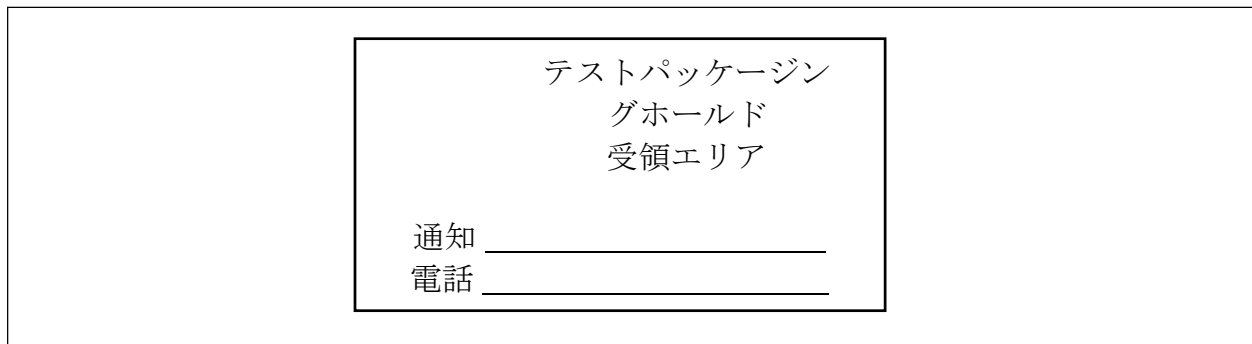 テストパッケージン
グホールド
受領エリア
通知
電話